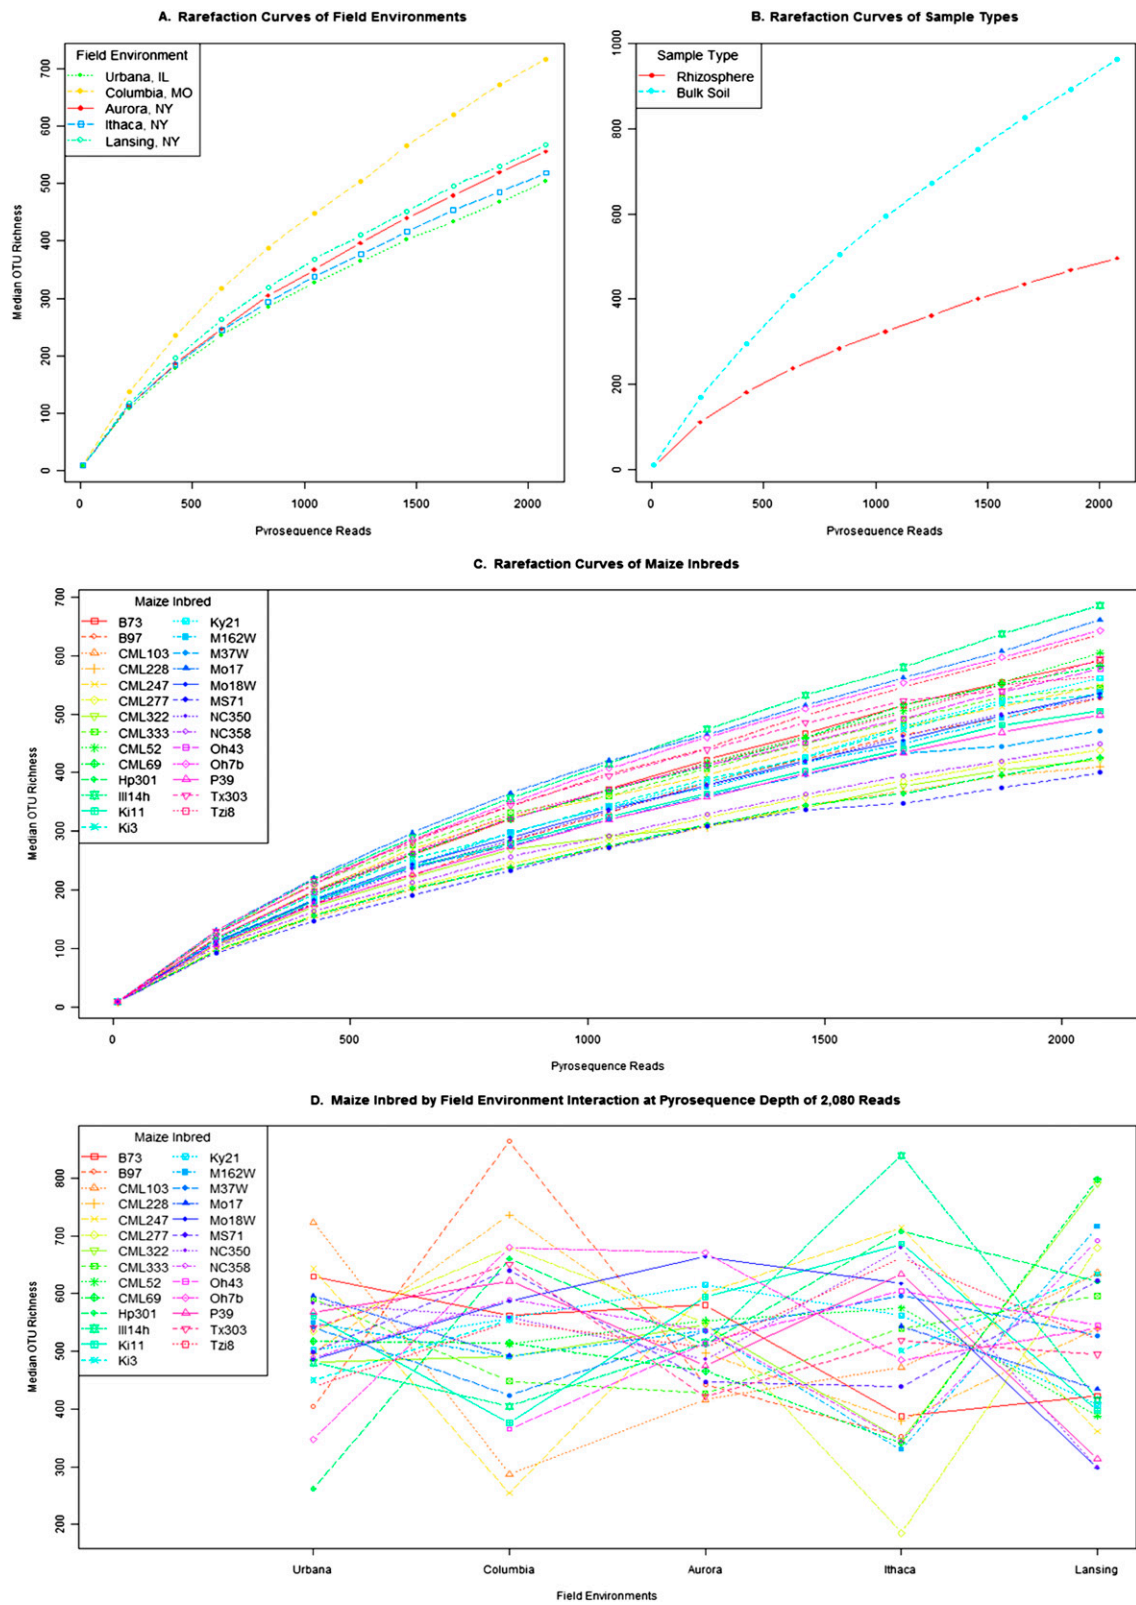 A. Rarefaction Curves of Field Environments
Field Environment
Urbana, IL
Columbia, MO
Aurora, NY
Ithaca, NY
Lansing, NY
Median OTU Richness
0
100
200
300
400
500
600
700
0
500
1000
1500
2000
Pyrosequence Reads
B. Rarefaction Curves of Sample Types
Sample Type
Rhizosphere
Bulk Soil
0
200
400
600
800
1000
0
500
1000
1500
2000
Pyrosequence Reads
C. Rarefaction Curves of Maize Inbreds
Maize Inbred
B73
B97
CML103
CML228
CML247
CML277
CML322
CML333
CML52
CML69
Hp301
Ill14h
Ki11
Ki3
Ky21
M162W
M37W
Mo17
Mo18W
MS71
NC350
NC358
Oh43
Oh7b
P39
Tx303
Tzi8
Median OTU Richness
0
100
200
300
400
500
600
700
0
500
1000
1500
2000
Pyrosequence Reads
D. Maize Inbred by Field Environment Interaction at Pyrosequence Depth of 2,080 Reads
Maize Inbred
B73
B97
CML103
CML228
CML247
CML277
CML322
CML333
CML52
CML69
Hp301
Ill14h
Ki11
Ki3
Ky21
M162W
M37W
Mo17
Mo18W
MS71
NC350
NC358
Oh43
Oh7b
P39
Tx303
Tzi8
Median OTU Richness
200
300
400
500
600
700
800
Urbana
Columbia
Aurora
Ithaca
Lansing
Field Environments